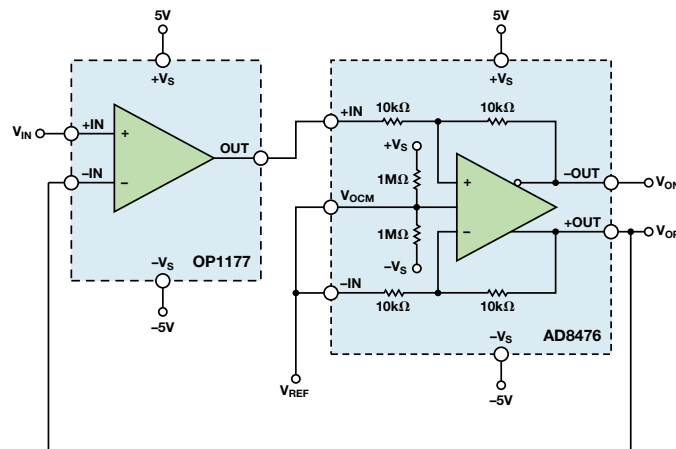 5V
+VS
VIN
+IN
+
–IN
–
OUT
–VS
OP1177
–5V
5V
+VS
+IN
10kΩ
10kΩ
+VS
1MΩ
VOCM
1MΩ
–VS
+
–
–OUT
VON
+OUT
VOP
–IN
10kΩ
10kΩ
–VS
AD8476
–5V
VREF